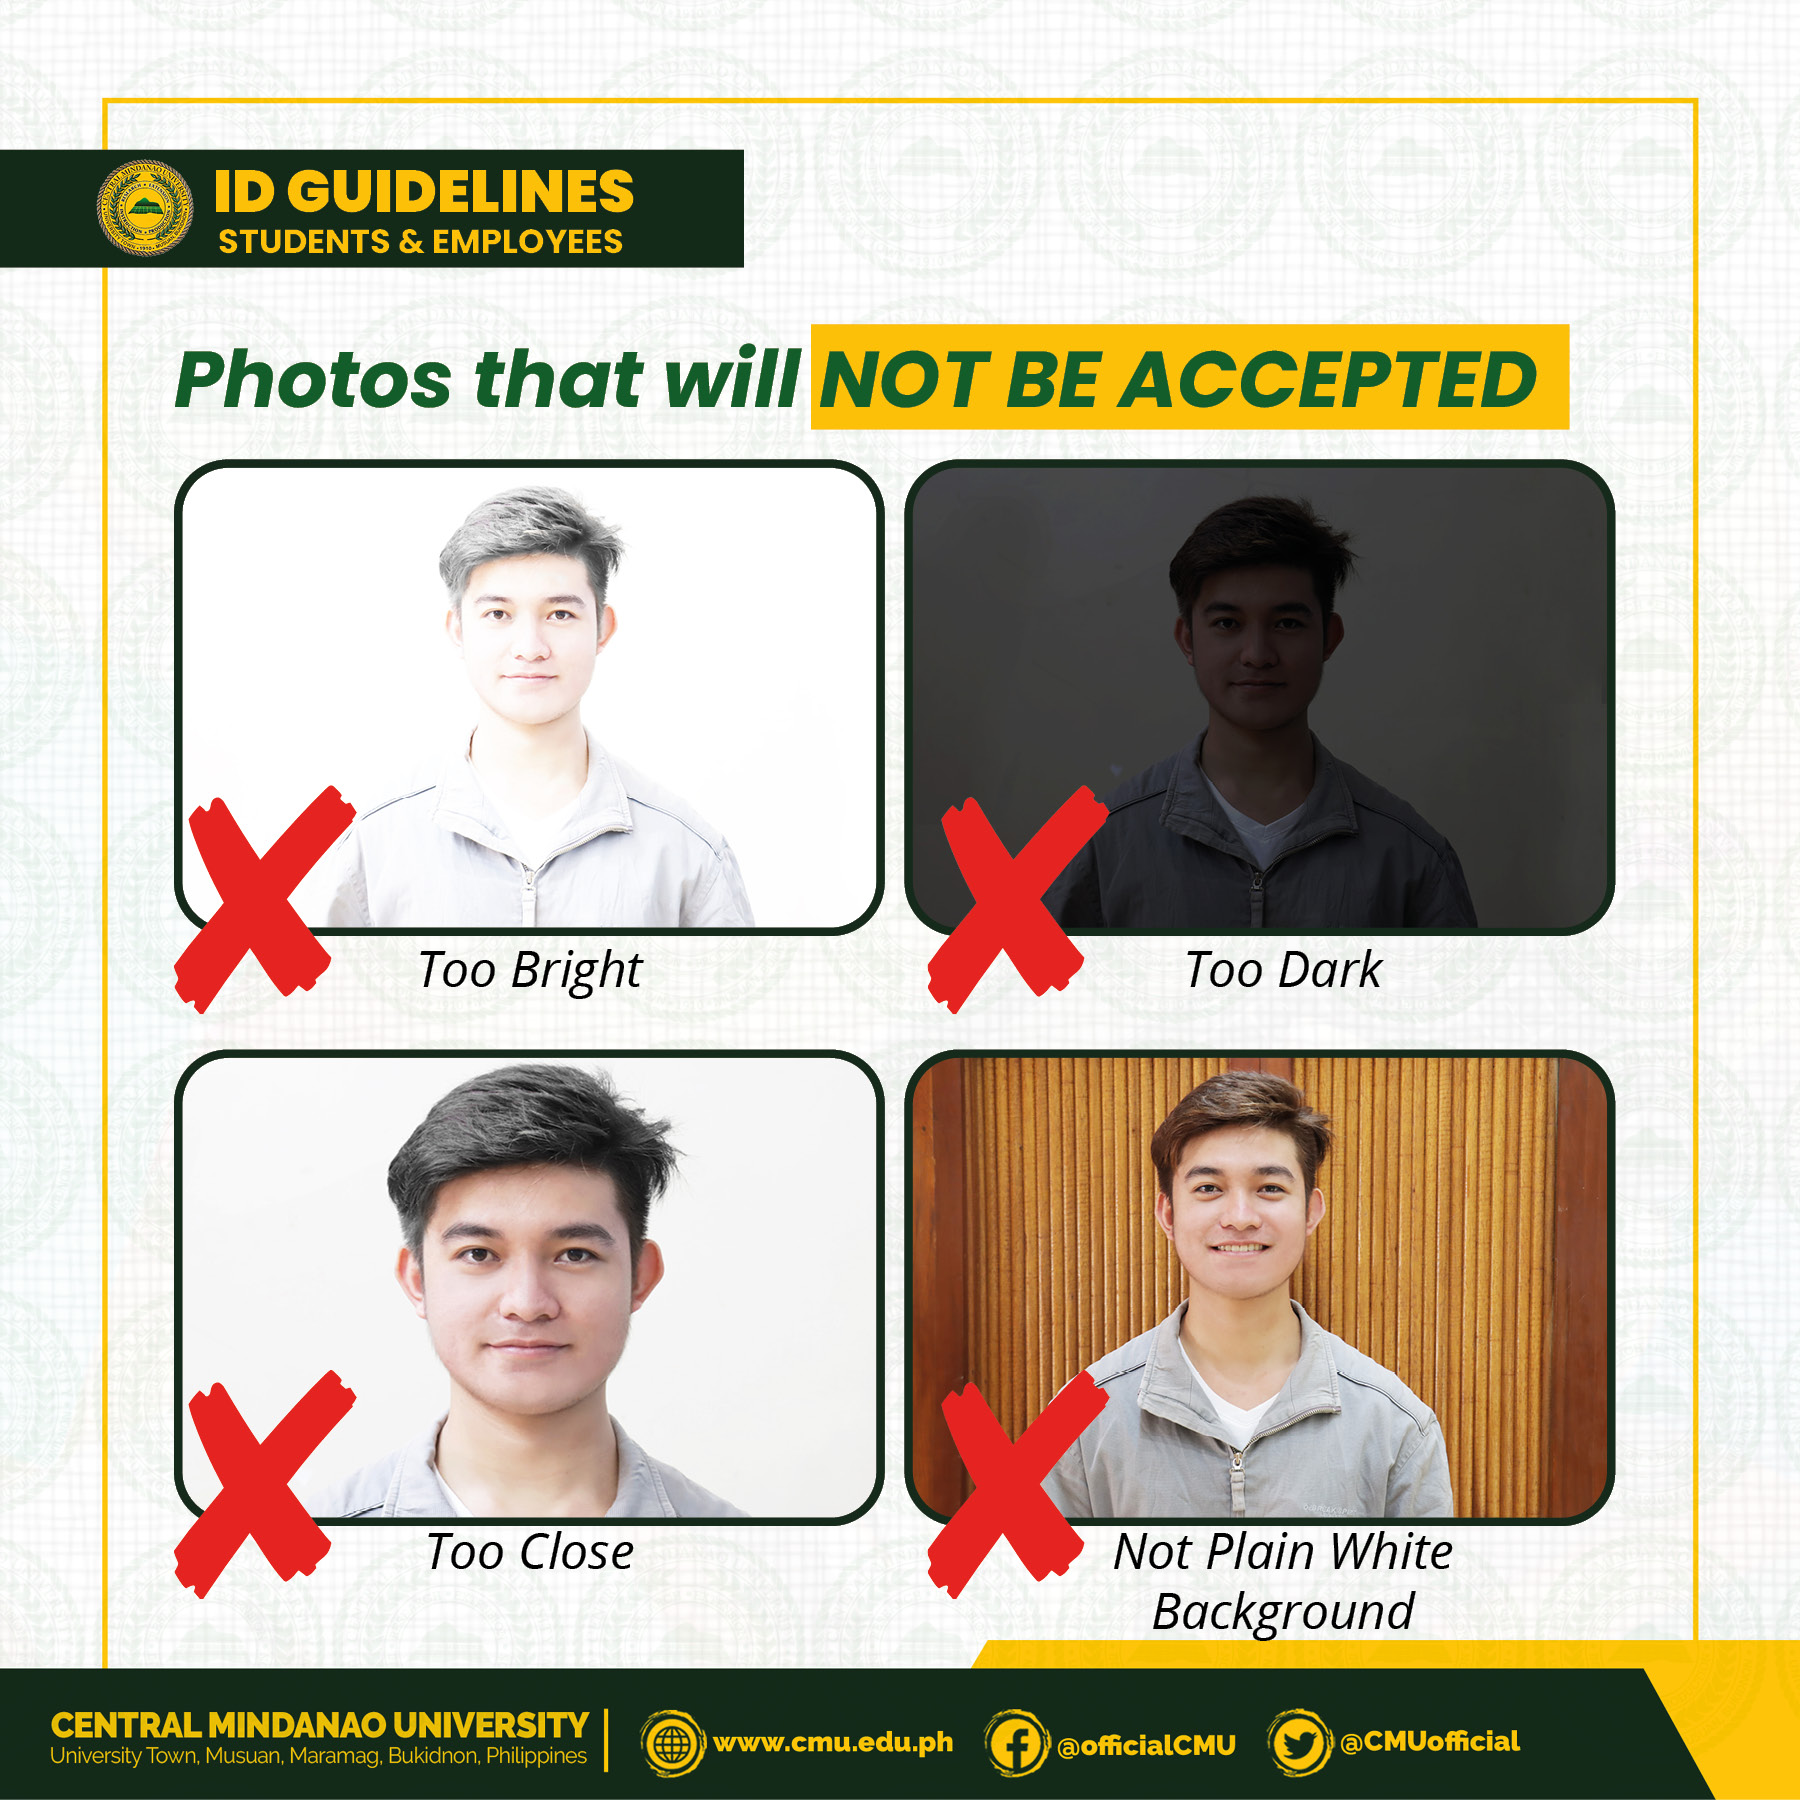 ID GUIDELINES
STUDENTS & EMPLOYEES
Photos that will NOT BE ACCEPTED
Too Bright
Too Dark
Too Close
Not Plain White
Background
CENTRAL MINDANAO UNIVERSITY
University Town, Musuan, Maramag, Bukidnon, Philippines
www.cmu.edu.ph
@officialCMU
@CMUofficial